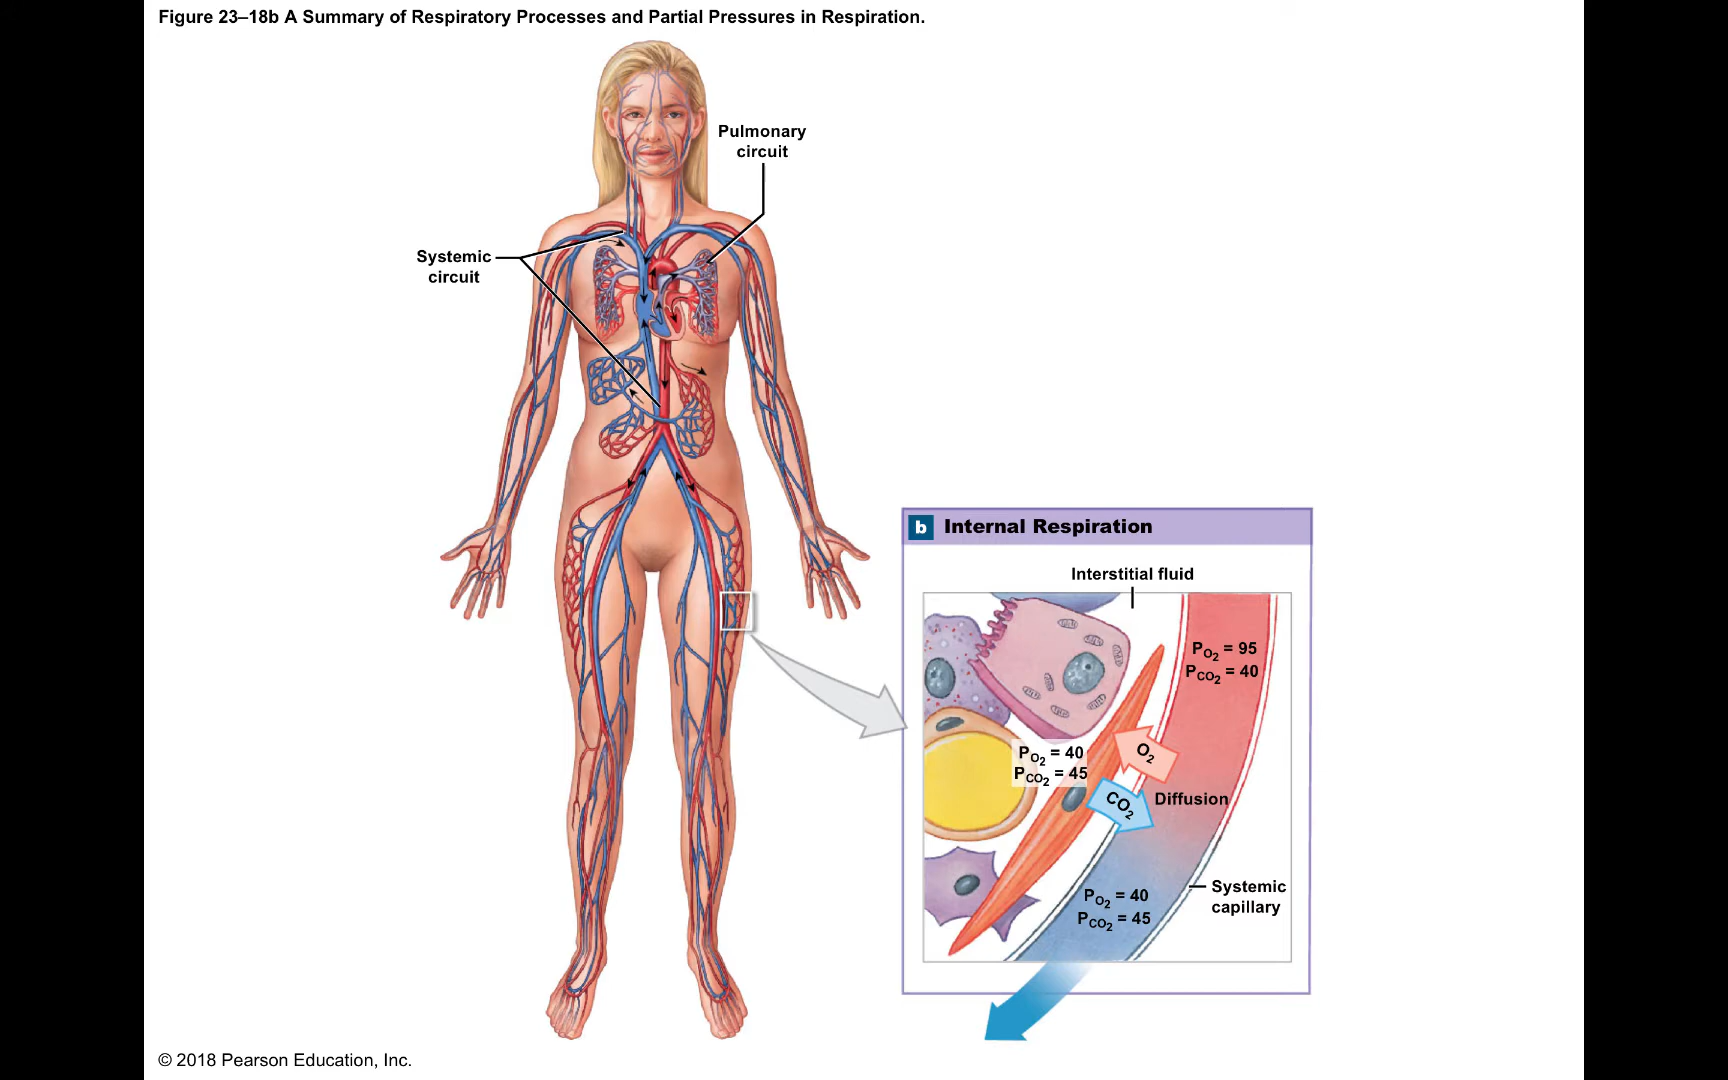 Figure 23–18b A Summary of Respiratory Processes and Partial Pressures in Respiration.
Pulmonary
circuit
Systemic
circuit
b Internal Respiration
Interstitial fluid
PO2 = 95
PCO2 = 40
O2
PO2 = 40
PCO2 = 45
CO2
Diffusion
PO2 = 40
PCO2 = 45
Systemic
capillary
© 2018 Pearson Education, Inc.